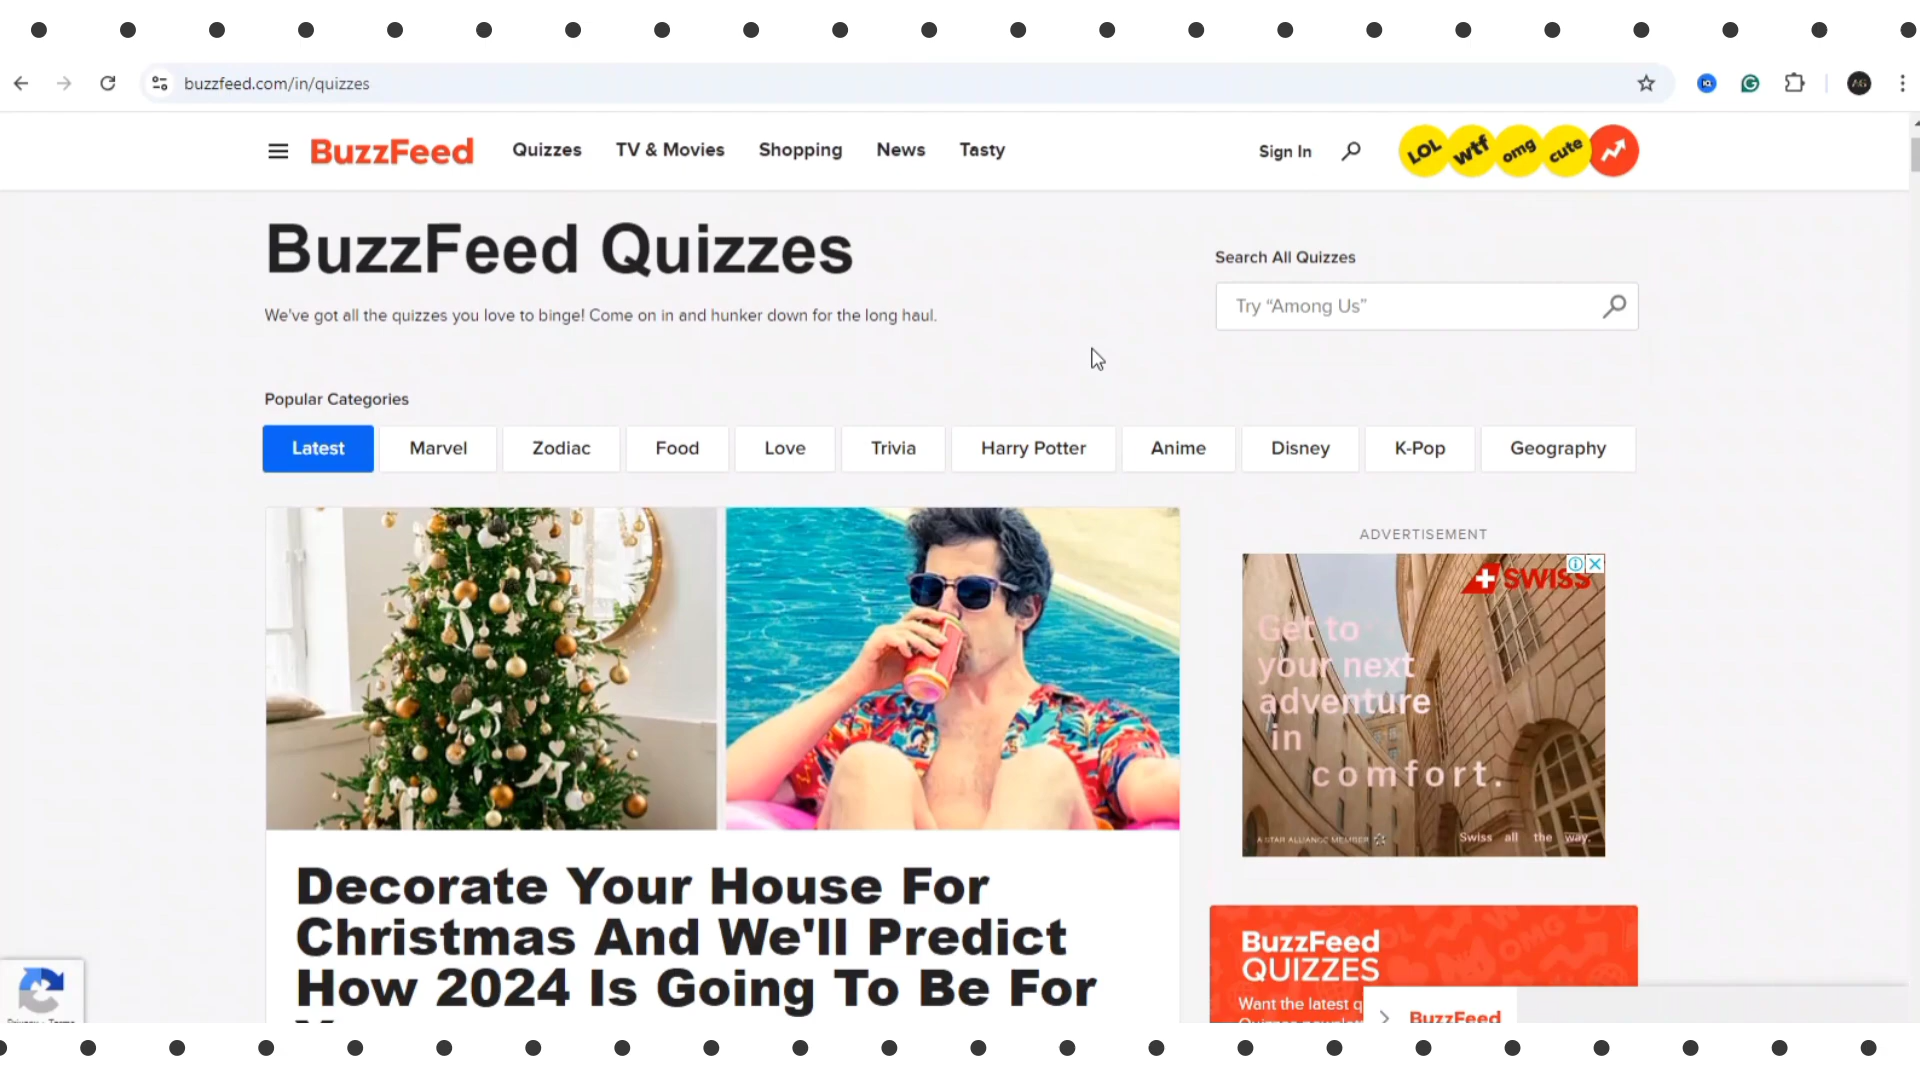 buzzfeed.com/in/quizzes
BuzzFeed
Quizzes
TV & Movies
Shopping
News
Tasty
Sign In
LOL
wtf
omg
cute
BuzzFeed Quizzes
We've got all the quizzes you love to binge! Come on in and hunker down for the long haul.
Search All Quizzes
Try “Among Us”
Popular Categories
Latest
Marvel
Zodiac
Food
Love
Trivia
Harry Potter
Anime
Disney
K-Pop
Geography
ADVERTISEMENT
SWISS
Get to
your next
adventure
in
comfort.
A STAR ALLIANCE MEMBER
Swiss all the way.
Decorate Your House For
Christmas And We'll Predict
How 2024 Is Going To Be For
BuzzFeed
QUIZZES
Want the latest q
BuzzFeed